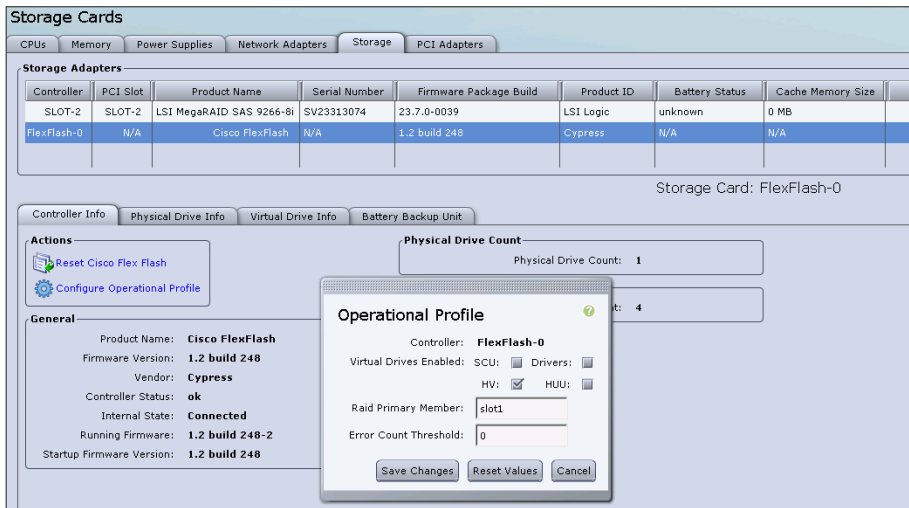 Storage Cards
CPUs Memory Power Supplies Network Adapters Storage PCI Adapters
Storage Adapters
Controller PCI Slot Product Name Serial Number Firmware Package Build Product ID Battery Status Cache Memory Size
SLOT-2 SLOT-2 LSI MegaRAID SAS 9266-8i SV23313074 23.7.0-0039 LSI Logic unknown 0 MB
FlexFlash-0 N/A Cisco FlexFlash N/A 1.2 build 248 Cypress N/A N/A
Storage Card: FlexFlash-0
Controller Info Physical Drive Info Virtual Drive Info Battery Backup Unit
Actions
Reset Cisco Flex Flash
Configure Operational Profile
Physical Drive Count
Physical Drive Count: 1
t: 4
General
Product Name: Cisco FlexFlash
Firmware Version: 1.2 build 248
Vendor: Cypress
Controller Status: ok
Internal State: Connected
Running Firmware: 1.2 build 248-2
Startup Firmware Version: 1.2 build 248
Operational Profile ?
Controller: FlexFlash-0
Virtual Drives Enabled: SCU: Drivers:
HV: HUU:
Raid Primary Member: slot1
Error Count Threshold: 0
Save Changes Reset Values Cancel